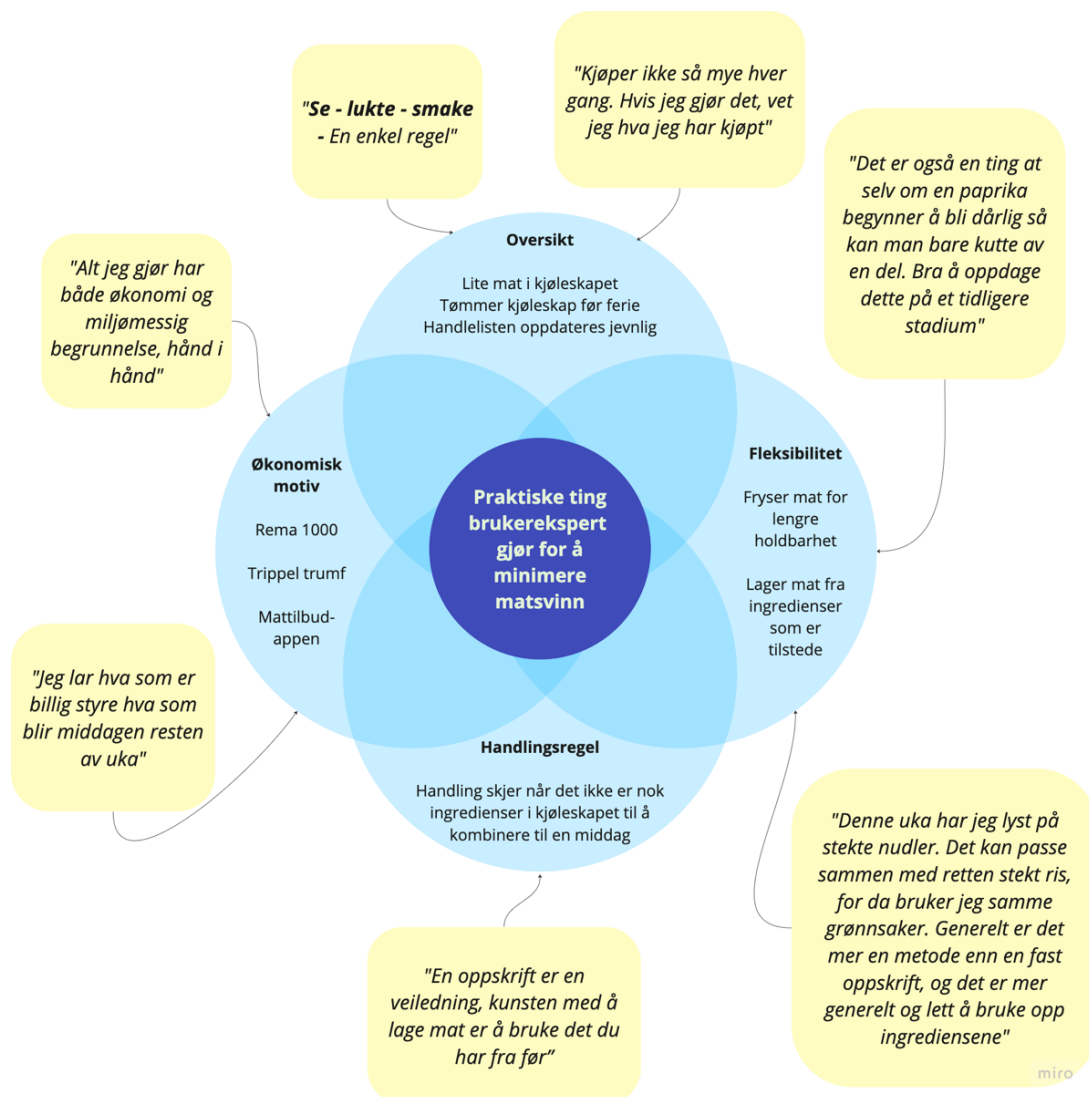 "Se - lukte - smake
- En enkel regel"
"Kjøper ikke så mye hver
gang. Hvis jeg gjør det, vet
jeg hva jeg har kjøpt"
"Det er også en ting at
selv om en paprika
begynner å bli dårlig så
kan man bare kutte av
en del. Bra å oppdage
dette på et tidligere
stadium"
"Alt jeg gjør har
både økonomi og
miljømessig
begrunnelse, hånd i
hånd"
Oversikt
Lite mat i kjøleskapet
Tømmer kjøleskap før ferie
Handlelisten oppdateres jevnlig
Økonomisk
motiv
Rema 1000
Trippel trumf
Mattilbud-
appen
Praktiske ting
brukerekspert
gjør for å
minimere
matsvinn
Fleksibilitet
Fryser mat for
lengre
holdbarhet
Lager mat fra
ingredienser
som er
tilstede
"Jeg lar hva som er
billig styre hva som
blir middagen resten
av uka"
Handlingsregel
Handling skjer når det ikke er nok
ingredienser i kjøleskapet til å
kombinere til en middag
"Denne uka har jeg lyst på
stekte nudler. Det kan passe
sammen med retten stekt ris,
for da bruker jeg samme
grønnsaker. Generelt er det
mer en metode enn en fast
oppskrift, og det er mer
generelt og lett å bruke opp
ingrediensene"
"En oppskrift er en
veiledning, kunsten med å
lage mat er å bruke det du
har fra før”
miro